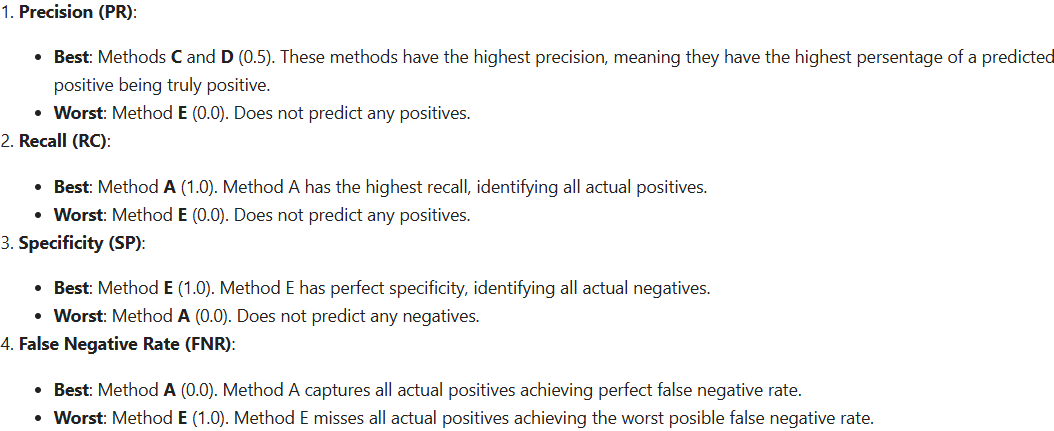 1. Precision (PR):
• Best: Methods C and D (0.5). These methods have the highest precision, meaning they have the highest persentage of a predicted
positive being truly positive.
• Worst: Method E (0.0). Does not predict any positives.
2. Recall (RC):
• Best: Method A (1.0). Method A has the highest recall, identifying all actual positives.
• Worst: Method E (0.0). Does not predict any positives.
3. Specificity (SP):
• Best: Method E (1.0). Method E has perfect specificity, identifying all actual negatives.
• Worst: Method A (0.0). Does not predict any negatives.
4. False Negative Rate (FNR):
• Best: Method A (0.0). Method A captures all actual positives achieving perfect false negative rate.
• Worst: Method E (1.0). Method E misses all actual positives achieving the worst posible false negative rate.